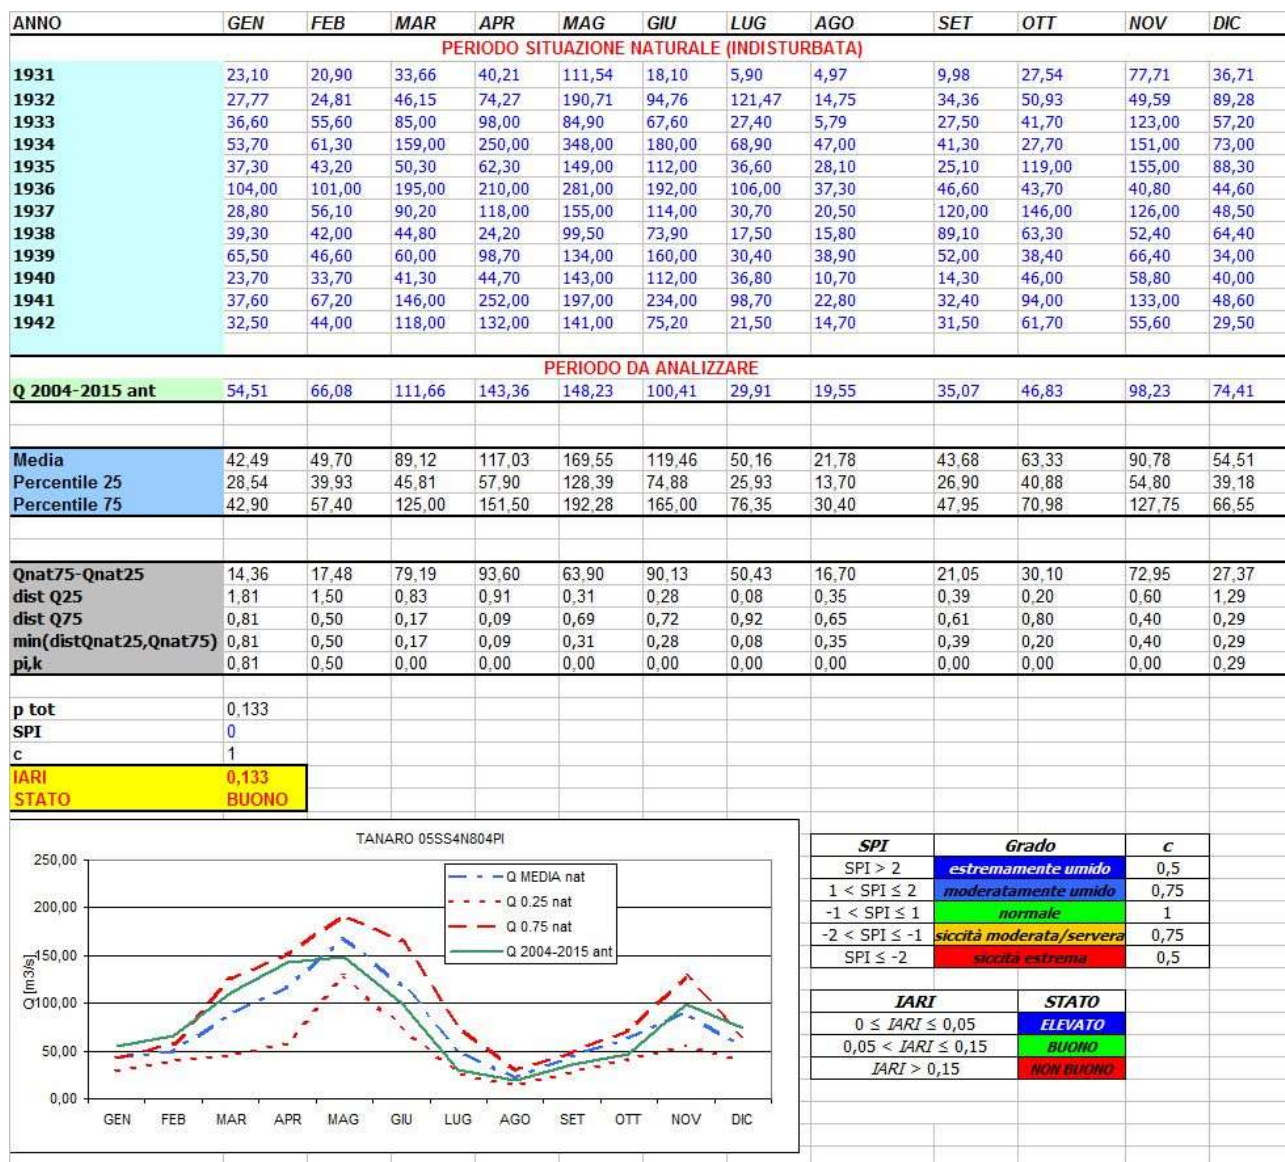 ANNO GEN FEB MAR APR MAG GIU LUG AGO SET OTT NOV DIC
PERIODO SITUAZIONE NATURALE (INDISTURBATA)
1931 23,10 20,90 33,66 40,21 111,54 18,10 5,90 4,97 9,98 27,54 77,71 36,71
1932 27,77 24,81 46,15 74,27 190,71 94,76 121,47 14,75 34,36 50,93 49,59 89,28
1933 36,60 55,60 85,00 98,00 84,90 67,60 27,40 5,79 27,50 41,70 123,00 57,20
1934 53,70 61,30 159,00 250,00 348,00 180,00 68,90 47,00 41,30 27,70 151,00 73,00
1935 37,30 43,20 50,30 62,30 149,00 112,00 36,60 28,10 25,10 119,00 155,00 88,30
1936 104,00 101,00 195,00 210,00 281,00 192,00 106,00 37,30 46,60 43,70 40,80 44,60
1937 28,80 56,10 90,20 118,00 155,00 114,00 30,70 20,50 120,00 146,00 126,00 48,50
1938 39,30 42,00 44,80 24,20 99,50 73,90 17,50 15,80 89,10 63,30 52,40 64,40
1939 65,50 46,60 60,00 98,70 134,00 160,00 30,40 38,90 52,00 38,40 66,40 34,00
1940 23,70 33,70 41,30 44,70 143,00 112,00 36,80 10,70 14,30 46,00 58,80 40,00
1941 37,60 67,20 146,00 252,00 197,00 234,00 98,70 22,80 32,40 94,00 133,00 48,60
1942 32,50 44,00 118,00 132,00 141,00 75,20 21,50 14,70 31,50 61,70 55,60 29,50
PERIODO DA ANALIZZARE
Q 2004-2015 ant 54,51 66,08 111,66 143,36 148,23 100,41 29,91 19,55 35,07 46,83 98,23 74,41
Media 42,49 49,70 89,12 117,03 169,55 119,46 50,16 21,78 43,68 63,33 90,78 54,51
Percentile 25 28,54 39,93 45,81 57,90 128,39 74,88 25,93 13,70 26,90 40,88 54,80 39,18
Percentile 75 42,90 57,40 125,00 151,50 192,28 165,00 76,35 30,40 47,95 70,98 127,75 66,55
Qnat75-Qnat25 14,36 17,48 79,19 93,60 63,90 90,13 50,43 16,70 21,05 30,10 72,95 27,37
dist Q25 1,81 1,50 0,83 0,91 0,31 0,28 0,08 0,35 0,39 0,20 0,60 1,29
dist Q75 0,81 0,50 0,17 0,09 0,69 0,72 0,92 0,65 0,61 0,80 0,40 0,29
min(distQnat25,Qnat75) 0,81 0,50 0,17 0,09 0,31 0,28 0,08 0,35 0,39 0,20 0,40 0,29
pi,k 0,81 0,50 0,00 0,00 0,00 0,00 0,00 0,00 0,00 0,00 0,00 0,29
p tot 0,133
SPI 0
c 1
IARI 0,133
STATO BUONO
TANARO 05SS4N804PI
Q [m3/s]
250,00
200,00
150,00
100,00
50,00
0,00
Q MEDIA nat
Q 0.25 nat
Q 0.75 nat
Q 2004-2015 ant
GEN FEB MAR APR MAG GIU LUG AGO SET OTT NOV DIC
SPI Grado c
SPI > 2 estremamente umido 0,5
1 < SPI ≤ 2 moderatamente umido 0,75
-1 < SPI ≤ 1 normale 1
-2 < SPI ≤ -1 siccità moderata/servera 0,75
SPI ≤ -2 siccità estrema 0,5
IARI STATO
0 ≤ IARI ≤ 0,05 ELEVATO
0,05 < IARI ≤ 0,15 BUONO
IARI > 0,15 NON BUONO